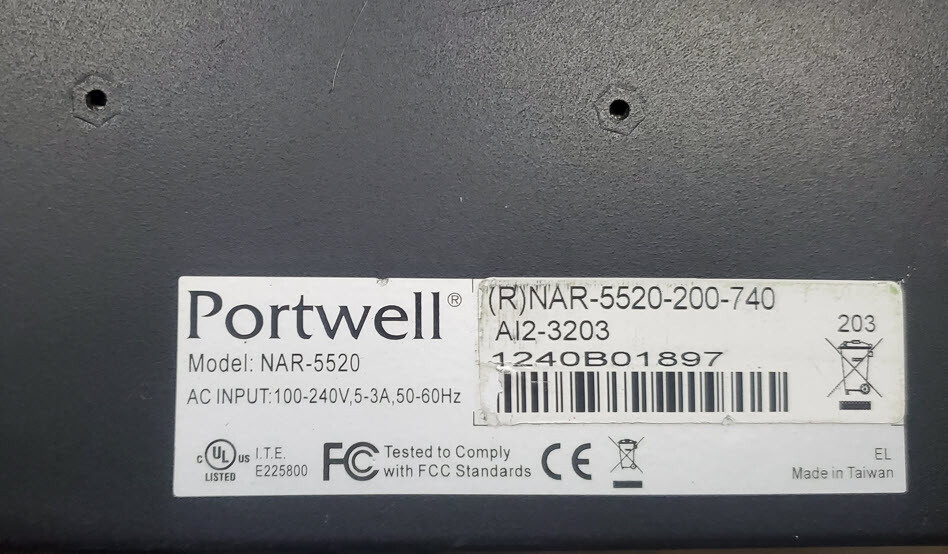 Portwell®
Model: NAR-5520
AC INPUT:100-240V,5-3A,50-60Hz
(R)NAR-5520-200-740
AI2-3203
1240B01897
203
c UL us
LISTED
I.T.E.
E225800
FC Tested to Comply
with FCC Standards
CE
EL
Made in Taiwan